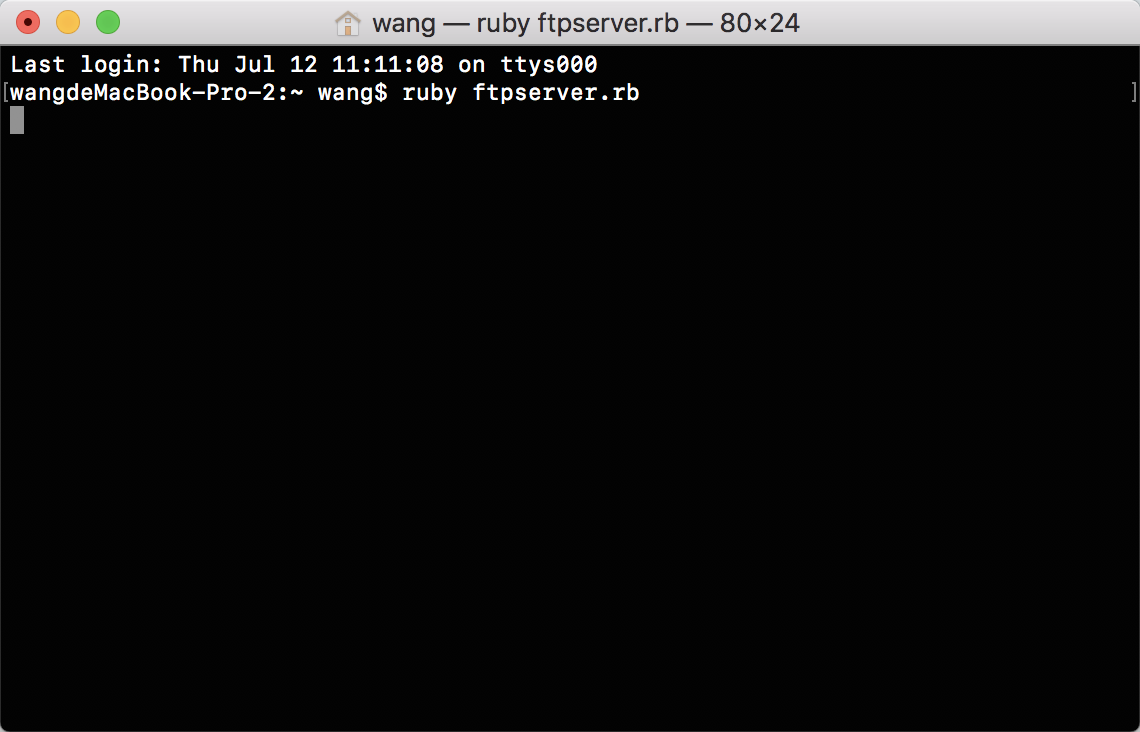 wang — ruby ftpserver.rb — 80×24
Last login: Thu Jul 12 11:11:08 on ttys000
[wangdeMacBook-Pro-2:~ wang$ ruby ftpserver.rb ]